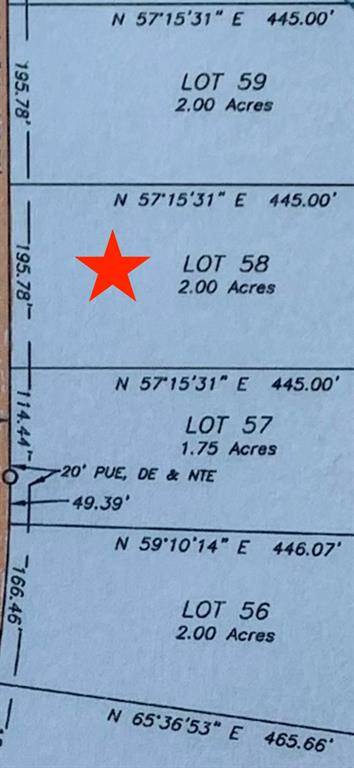 N 57°15'31" E 445.00'
195.78'
LOT 59
2.00 Acres
N 57°15'31" E 445.00'
195.78'
LOT 58
2.00 Acres
N 57°15'31" E 445.00'
114.44'
LOT 57
1.75 Acres
20' PUE, DE & NTE
49.39'
N 59°10'14" E 446.07'
166.46'
LOT 56
2.00 Acres
N 65°36'53" E 465.66'